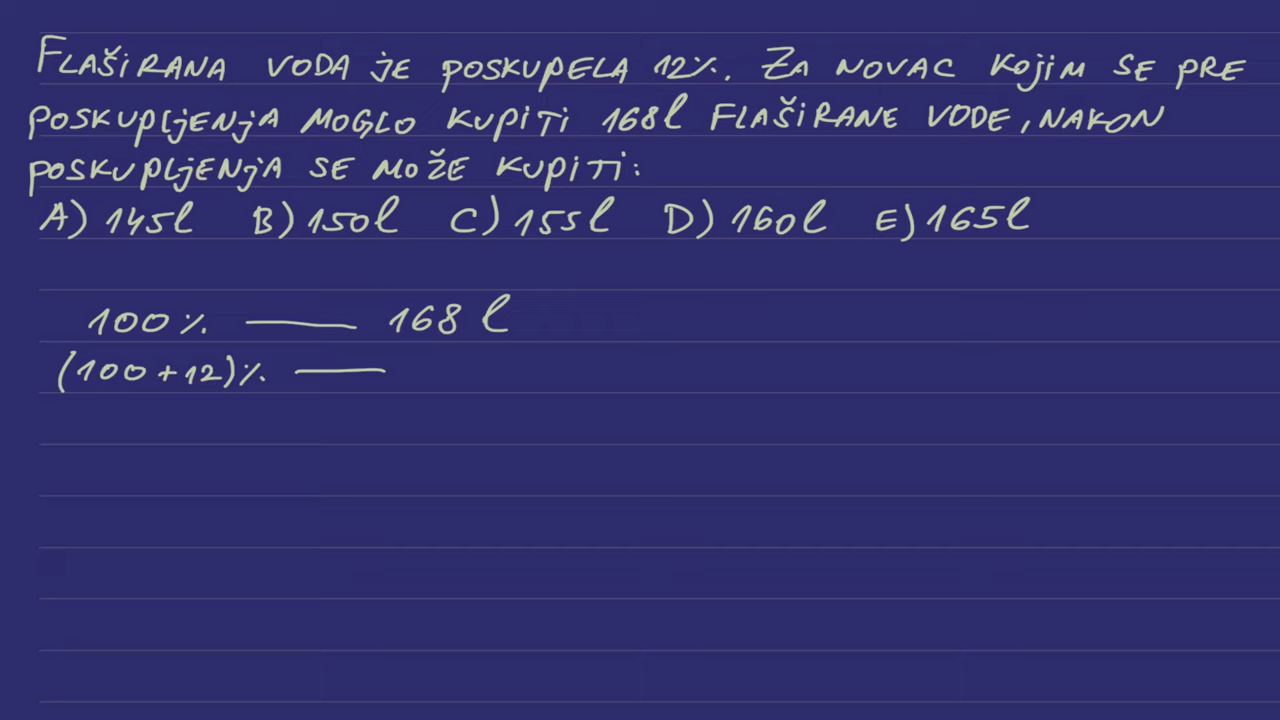 FLAŠIRANA VODA JE POSKUPELA 12%. ZA NOVAC KOJIM SE PRE
POSKUPLJENJA MOGLO KUPITI 168l FLAŠIRANE VODE, NAKON
POSKUPLJENJA SE MOŽE KUPITI:
A) 145l B) 150l C) 155l D) 160l E) 165l
100% — 168 l
(100+12)% —